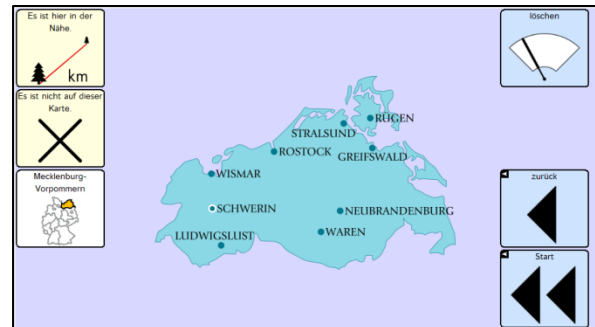 Es ist hier in der
Nähe.
km
Es ist nicht auf dieser
Karte.
Mecklenburg-
Vorpommern
RÜGEN
STRALSUND
ROSTOCK
GREIFSWALD
WISMAR
SCHWERIN
NEUBRANDENBURG
WAREN
LUDWIGSLUST
löschen
zurück
Start